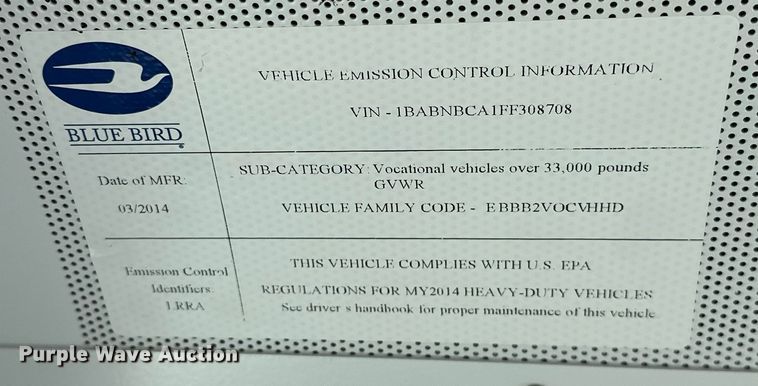 VEHICLE EMISSION CONTROL INFORMATION
VIN - 1BABNBCA1FF308708
BLUE BIRD
Date of MFR:
03/2014
SUB-CATEGORY: Vocational vehicles over 33,000 pounds
GVWR
VEHICLE FAMILY CODE - EBBB2VOCVHHD
Emission Control
Identifiers:
LRRA
THIS VEHICLE COMPLIES WITH U.S. EPA
REGULATIONS FOR MY2014 HEAVY-DUTY VEHICLES
See driver s handbook for proper maintenance of this vehicle
Purple Wave Auction